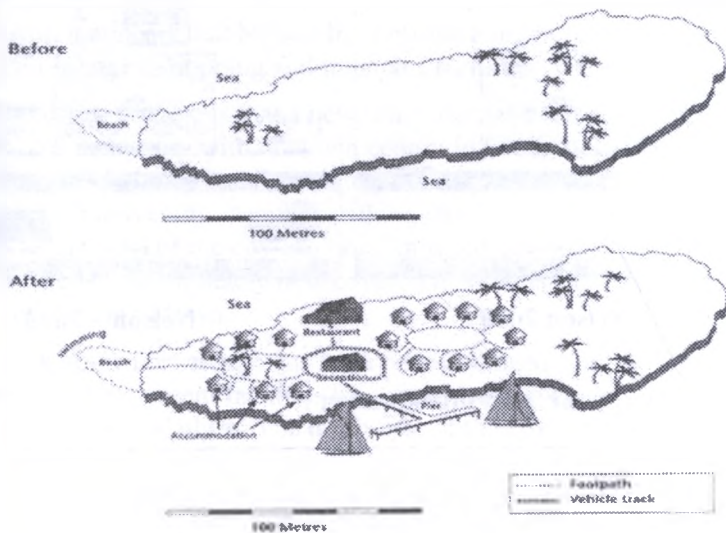 Before
Sea
Beach
Sea
100 Metres
After
Sea
Restaurant
Beach
Reception
Pier
Accommodation
Footpath
Vehicle track
100 Metres